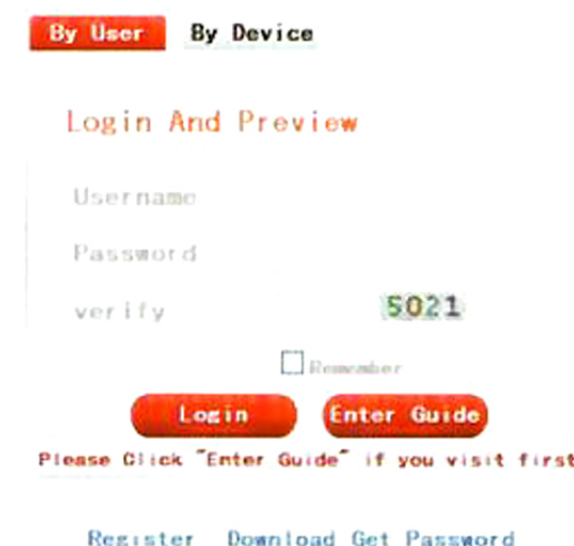 By User By Device
Login And Preview
Username
Password
verify 5021
Remember
Login Enter Guide
Please Click "Enter Guide" if you visit first
Register Download Get Password